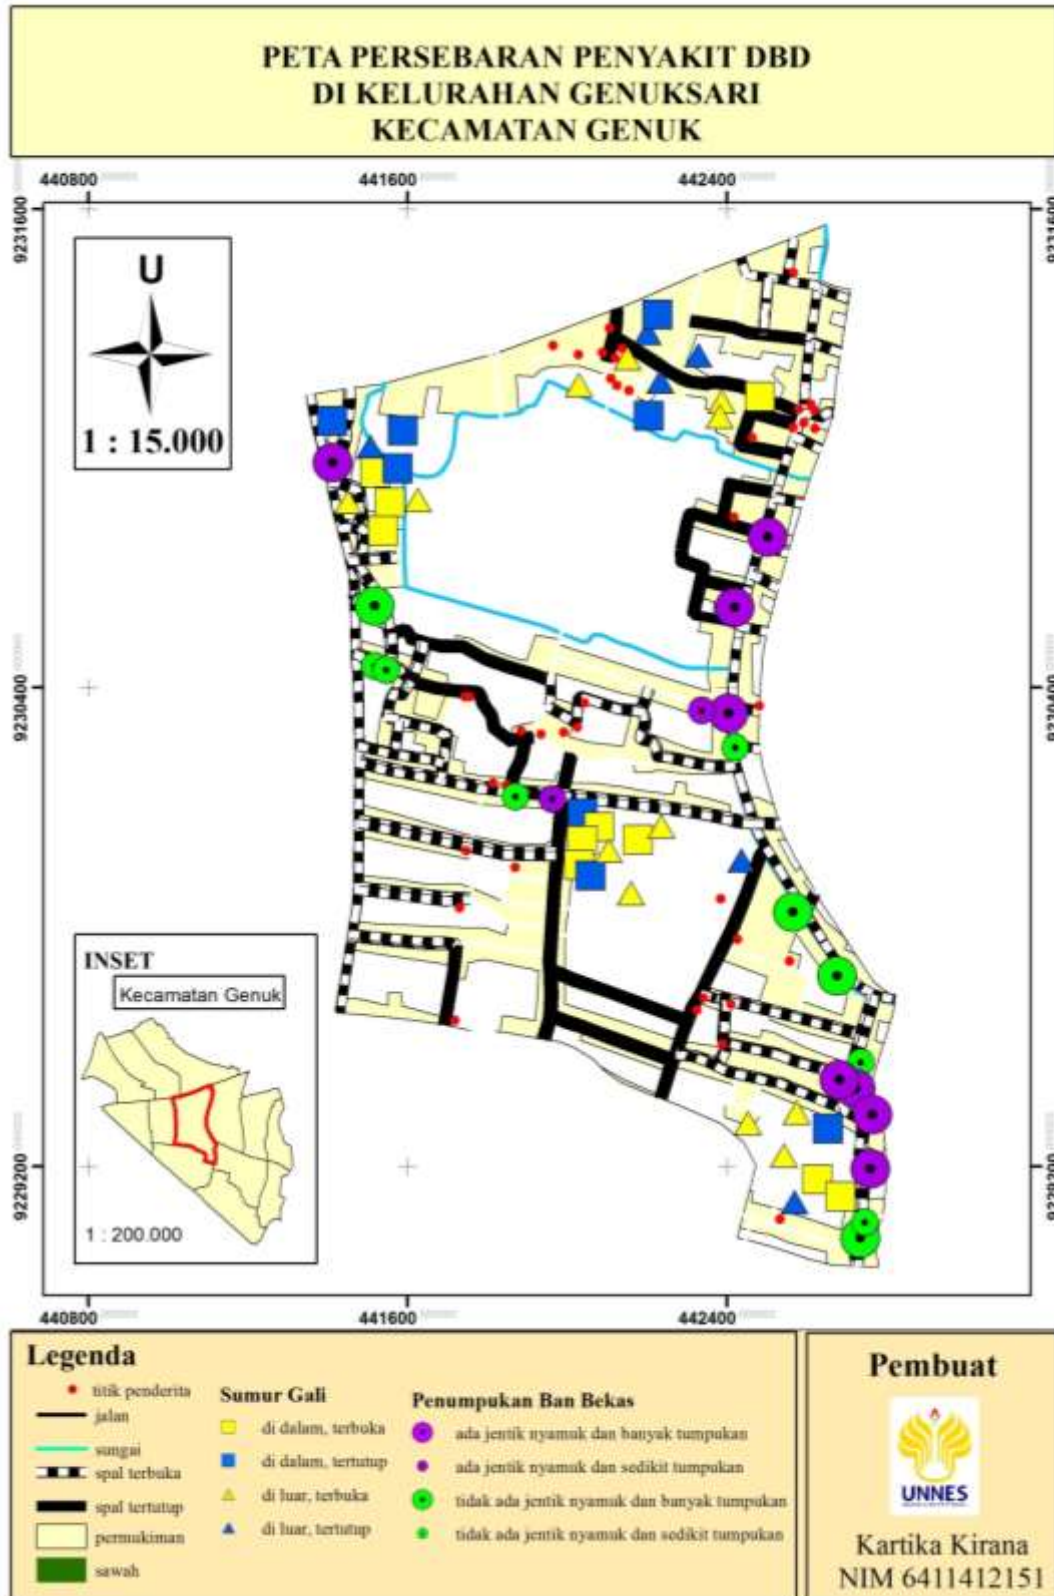 PETA PERSEBARAN PENYAKIT DBD
DI KELURAHAN GENUKSARI
KECAMATAN GENUK
440800
441600
442400
9231600
9231600
U
1 : 15.000
9230400
9230400
INSET
Kecamatan Genuk
1 : 200.000
9229200
9229200
440800
441600
442400
Legenda
titik penderita
jalan
sungai
spal terbuka
spal tertutup
permukiman
sawah
Sumur Gali
di dalam, terbuka
di dalam, tertutup
di luar, terbuka
di luar, tertutup
Penumpukan Ban Bekas
ada jentik nyamuk dan banyak tumpukan
ada jentik nyamuk dan sedikit tumpukan
tidak ada jentik nyamuk dan banyak tumpukan
tidak ada jentik nyamuk dan sedikit tumpukan
Pembuat
UNNES
Kartika Kirana
NIM 6411412151